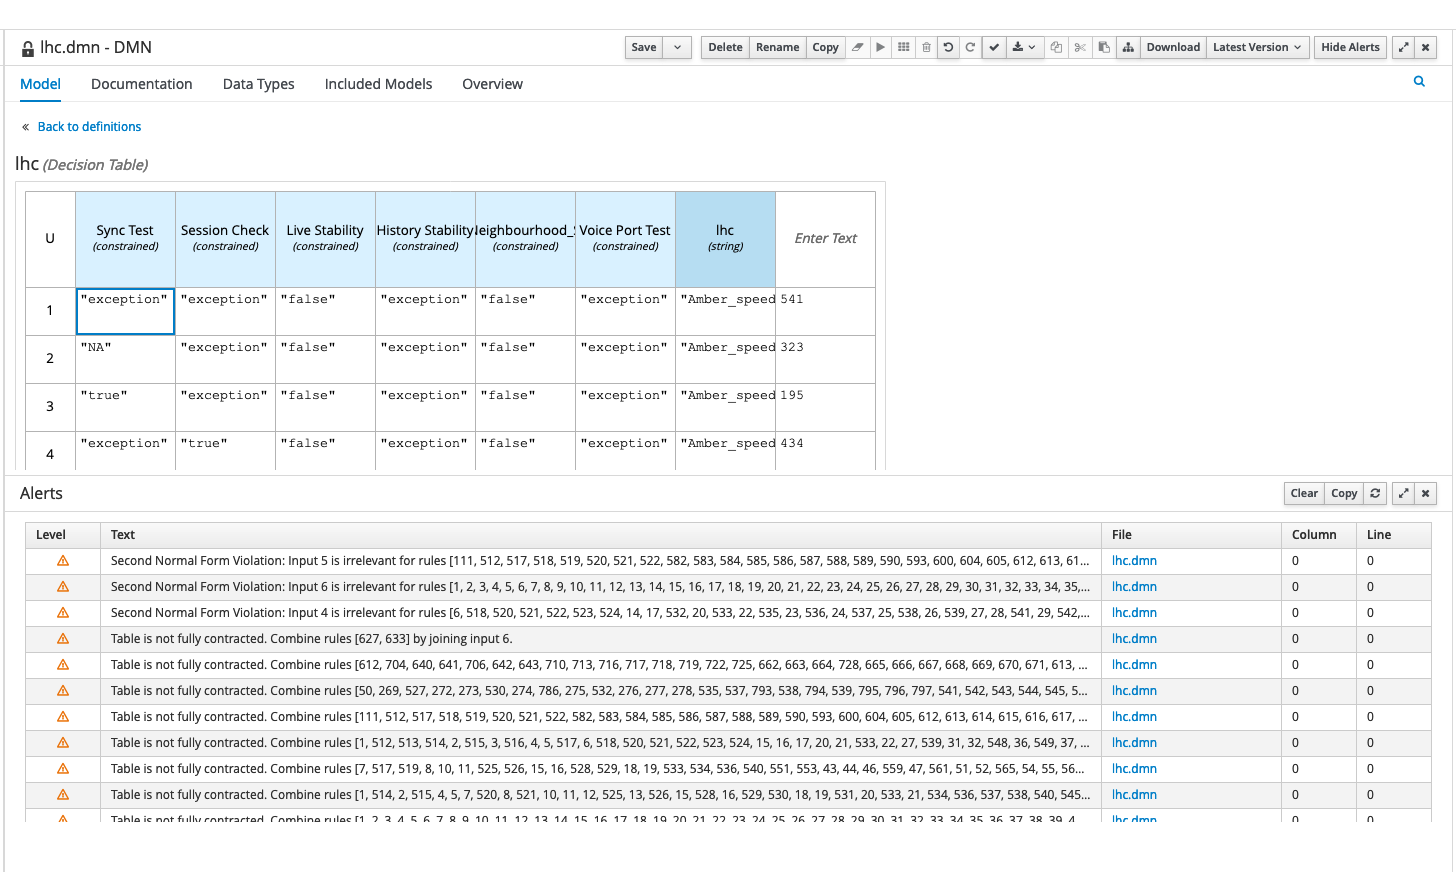 lhc.dmn - DMN
Save Delete Rename Copy Download Latest Version Hide Alerts
Model Documentation Data Types Included Models Overview
« Back to definitions
lhc (Decision Table)
U Sync Test Session Check Live Stability History Stability Voice Port Test lhc Enter Text
(constrained) (constrained) (constrained) (constrained) (constrained) (constrained) (string)
1 "exception" "exception" "false" "exception" "false" "exception" "Amber_speed 541
2 "NA" "exception" "false" "exception" "false" "exception" "Amber_speed 323
3 "true" "exception" "false" "exception" "false" "exception" "Amber_speed 195
4 "exception" "true" "false" "exception" "false" "exception" "Amber_speed 434
Alerts Clear Copy
Level Text File Column Line
Second Normal Form Violation: Input 5 is irrelevant for rules [111, 512, 517, 518, 519, 520, 521, 522, 582, 583, 584, 585, 586, 587, 588, 589, 590, 593, 600, 604, 605, 612, 613, 61... lhc.dmn 0 0
Second Normal Form Violation: Input 6 is irrelevant for rules [1, 2, 3, 4, 5, 6, 7, 8, 9, 10, 11, 12, 13, 14, 15, 16, 17, 18, 19, 20, 21, 22, 23, 24, 25, 26, 27, 28, 29, 30, 31, 32, 33, 34, 35,... lhc.dmn 0 0
Second Normal Form Violation: Input 4 is irrelevant for rules [6, 518, 520, 521, 522, 523, 524, 14, 17, 532, 20, 533, 22, 535, 23, 536, 24, 537, 25, 538, 26, 539, 27, 28, 541, 29, 542,... lhc.dmn 0 0
Table is not fully contracted. Combine rules [627, 633] by joining input 6. lhc.dmn 0 0
Table is not fully contracted. Combine rules [612, 704, 640, 641, 706, 642, 643, 710, 713, 716, 717, 718, 719, 722, 725, 662, 663, 664, 728, 665, 666, 667, 668, 669, 670, 671, 613, ... lhc.dmn 0 0
Table is not fully contracted. Combine rules [50, 269, 527, 272, 273, 530, 274, 786, 275, 532, 276, 277, 278, 535, 537, 793, 538, 794, 539, 795, 796, 797, 541, 542, 543, 544, 545, 5... lhc.dmn 0 0
Table is not fully contracted. Combine rules [111, 512, 517, 518, 519, 520, 521, 522, 582, 583, 584, 585, 586, 587, 588, 589, 590, 593, 600, 604, 605, 612, 613, 614, 615, 616, 617, ... lhc.dmn 0 0
Table is not fully contracted. Combine rules [1, 512, 513, 514, 2, 515, 3, 516, 4, 5, 517, 6, 518, 520, 521, 522, 523, 524, 15, 16, 17, 20, 21, 533, 22, 27, 539, 31, 32, 548, 36, 549, 37, ... lhc.dmn 0 0
Table is not fully contracted. Combine rules [7, 517, 519, 8, 10, 11, 525, 526, 15, 16, 528, 529, 18, 19, 533, 534, 536, 540, 551, 553, 43, 44, 46, 559, 47, 561, 51, 52, 565, 54, 55, 56... lhc.dmn 0 0
Table is not fully contracted. Combine rules [1, 514, 2, 515, 4, 5, 7, 520, 8, 521, 10, 11, 12, 525, 13, 526, 15, 528, 16, 529, 530, 18, 19, 531, 20, 533, 21, 534, 536, 537, 538, 540, 545... lhc.dmn 0 0
Table is not fully contracted. Combine rules [1, 2, 3, 4, 5, 6, 7, 8, 9, 10, 11, 12, 13, 14, 15, 16, 17, 18, 19, 20, 21, 22, 23, 24, 25, 26, 27, 28, 29, 30, 31, 32, 33, 34, 35, 36, 37, 38, 39, 4... lhc.dmn 0 0